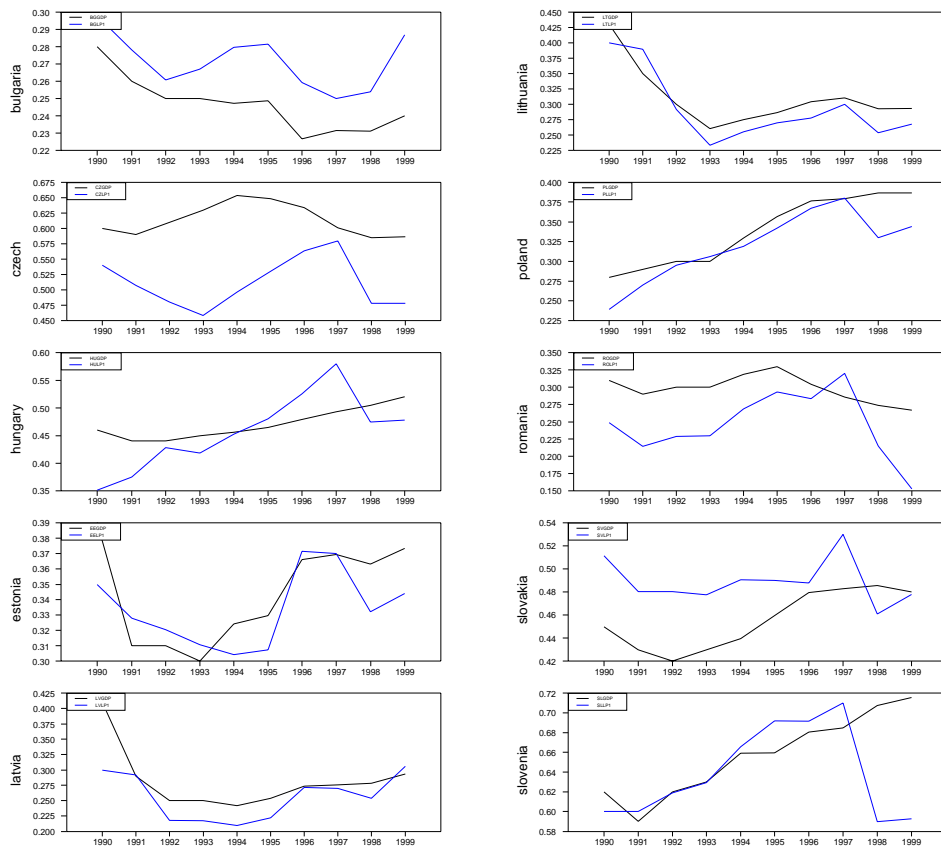 0.30
0.29
0.28
0.27
0.26
0.25
0.24
0.23
0.22
bulgaria
BGGDP
BGLP1
1990 1991 1992 1993 1994 1995 1996 1997 1998 1999
0.450
0.425
0.400
0.375
0.350
0.325
0.300
0.275
0.250
0.225
lithuania
LTGDP
LTLP1
1990 1991 1992 1993 1994 1995 1996 1997 1998 1999
0.675
0.650
0.625
0.600
0.575
0.550
0.525
0.500
0.475
0.450
czech
CZGDP
CZLP1
1990 1991 1992 1993 1994 1995 1996 1997 1998 1999
0.400
0.375
0.350
0.325
0.300
0.275
0.250
0.225
poland
PLGDP
PLLP1
1990 1991 1992 1993 1994 1995 1996 1997 1998 1999
0.60
0.55
0.50
0.45
0.40
0.35
hungary
HUGDP
HULP1
1990 1991 1992 1993 1994 1995 1996 1997 1998 1999
0.350
0.325
0.300
0.275
0.250
0.225
0.200
0.175
0.150
romania
ROGDP
ROLP1
1990 1991 1992 1993 1994 1995 1996 1997 1998 1999
0.39
0.38
0.37
0.36
0.35
0.34
0.33
0.32
0.31
0.30
estonia
EEGDP
EELP1
1990 1991 1992 1993 1994 1995 1996 1997 1998 1999
0.54
0.52
0.50
0.48
0.46
0.44
0.42
slovakia
SVGDP
SVLP1
1990 1991 1992 1993 1994 1995 1996 1997 1998 1999
0.425
0.400
0.375
0.350
0.325
0.300
0.275
0.250
0.225
0.200
latvia
LVGDP
LVLP1
1990 1991 1992 1993 1994 1995 1996 1997 1998 1999
0.72
0.70
0.68
0.66
0.64
0.62
0.60
0.58
slovenia
SLGDP
SLLP1
1990 1991 1992 1993 1994 1995 1996 1997 1998 1999